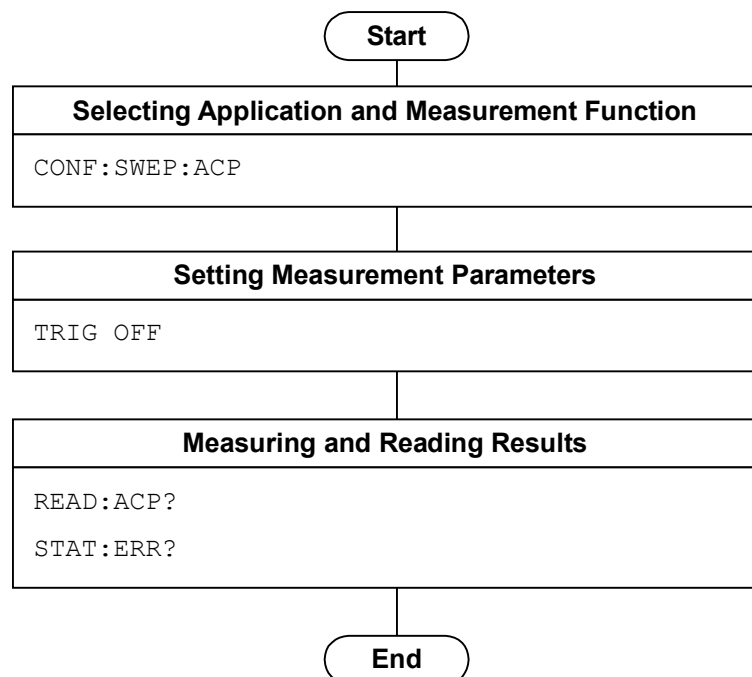 Start
Selecting Application and Measurement Function
CONF:SWEP:ACP
Setting Measurement Parameters
TRIG OFF
Measuring and Reading Results
READ:ACP?
STAT:ERR?
End